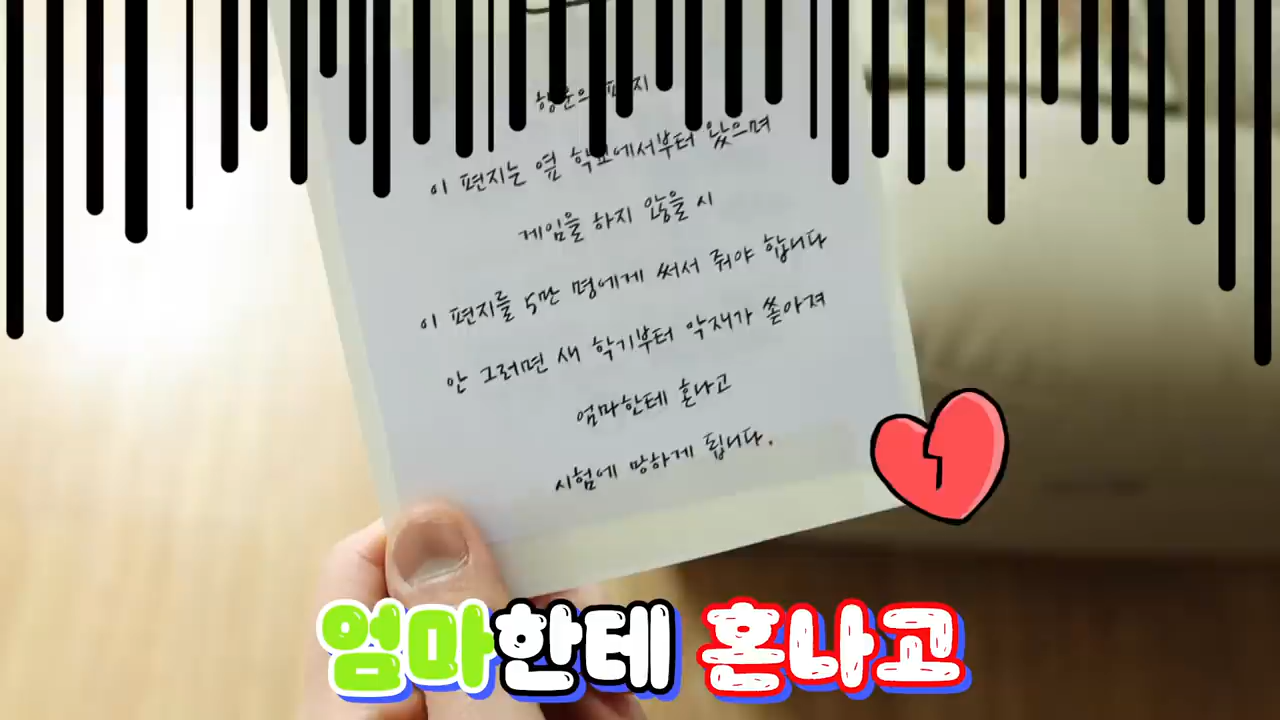 행운의 편지
이 편지는 옆 학교에서부터 왔으며
게임을 하지 않을 시
이 편지를 5만 명에게 써서 줘야 합니다
안 그러면 새 학기부터 악재가 쏟아져
엄마한테 혼나고
시험에 망하게 됩니다.
엄마한테 혼나고